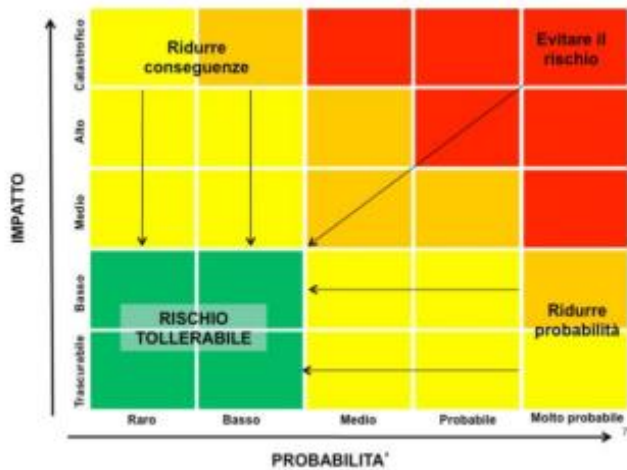 Catastrofico
Ridurre
conseguenze
Evitare il
rischio
Alto
IMPATTO
Medio
Basso
RISCHIO
TOLLERABILE
Ridurre
probabilità
Trascurabile
Raro
Basso
Medio
Probabile
Molto probabile
7
PROBABILITA'